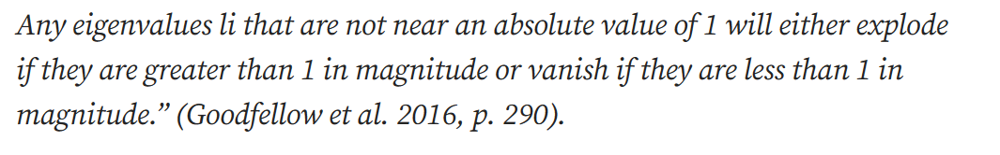 Any eigenvalues li that are not near an absolute value of 1 will either explode
if they are greater than 1 in magnitude or vanish if they are less than 1 in
magnitude.” (Goodfellow et al. 2016, p. 290).